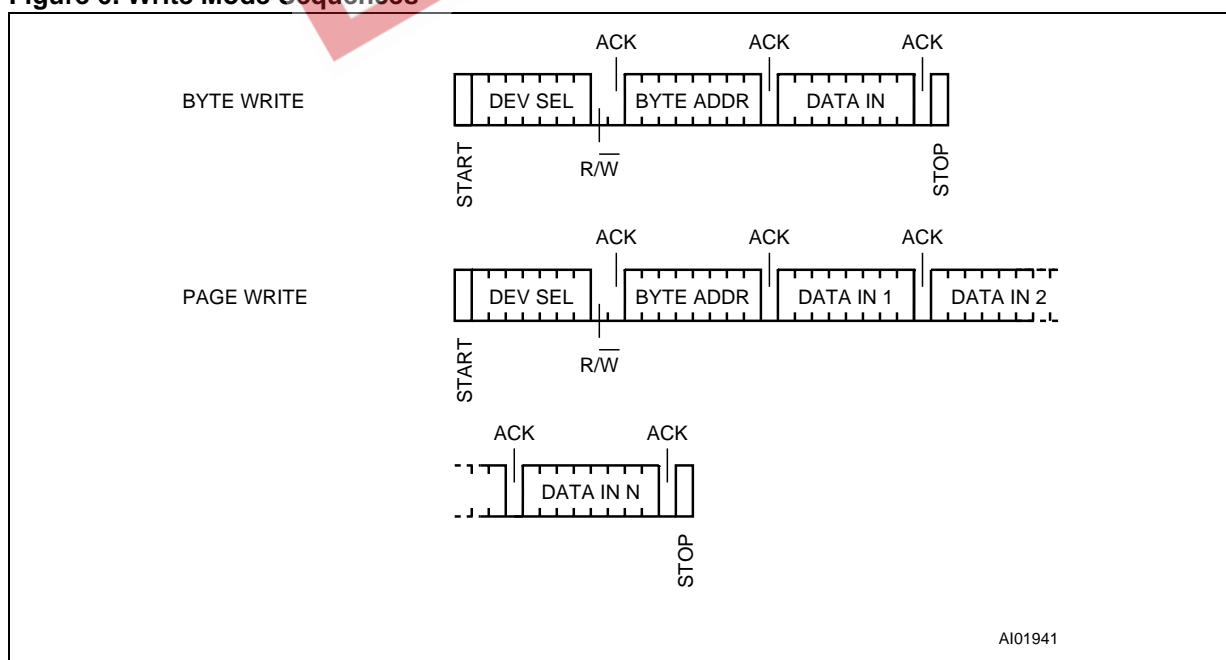 Figure 6. Write Mode Sequences
ACK ACK ACK
BYTE WRITE DEV SEL BYTE ADDR DATA IN
START R/W̅ STOP
ACK ACK ACK
PAGE WRITE DEV SEL BYTE ADDR DATA IN 1 DATA IN 2
START R/W̅
ACK ACK
DATA IN N
STOP
AI01941